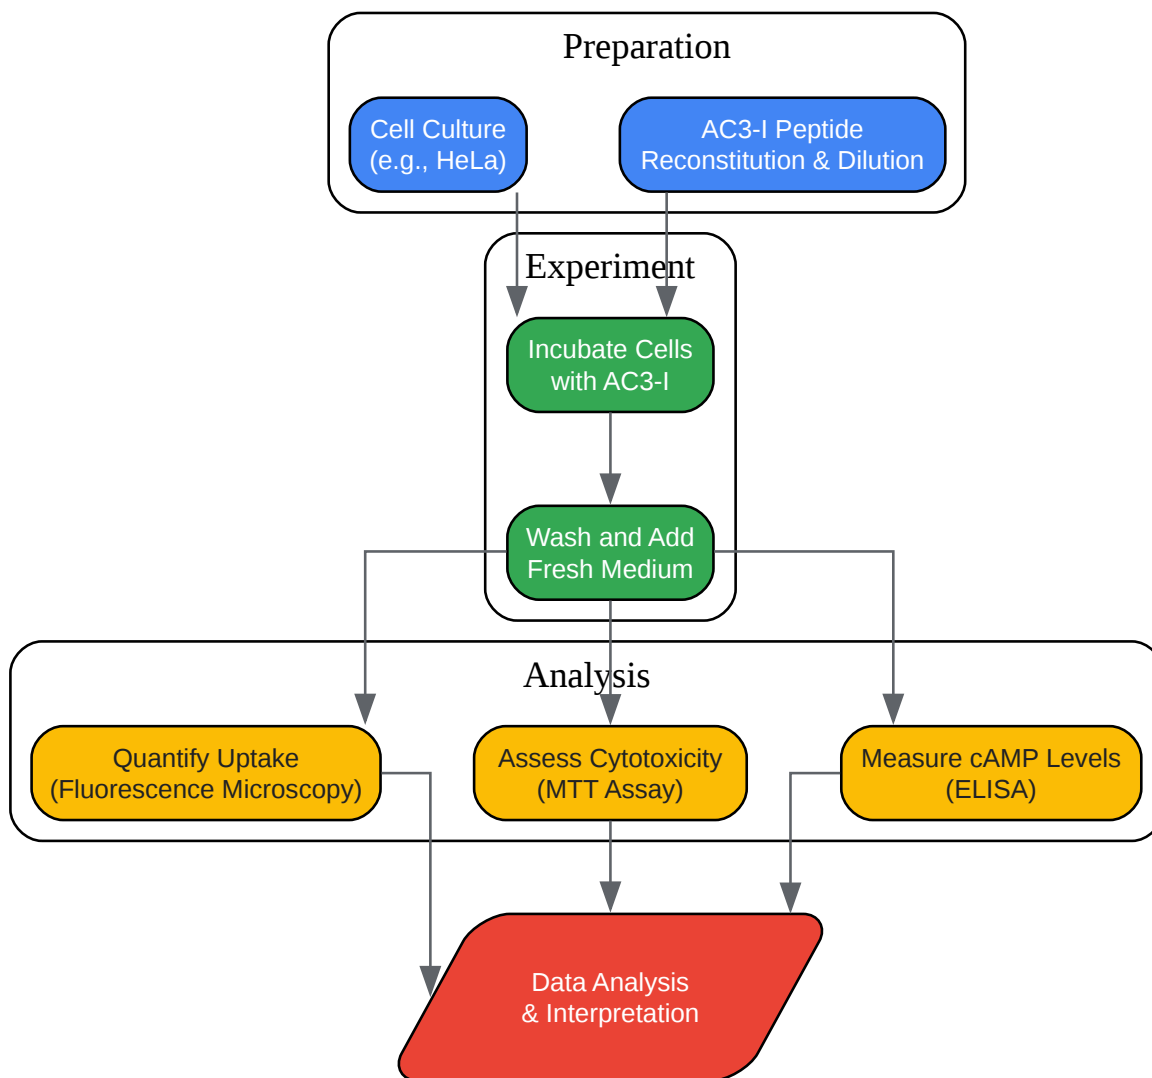 Preparation
Cell Culture
(e.g., HeLa)
AC3-I Peptide
Reconstitution & Dilution
Experiment
Incubate Cells
with AC3-I
Wash and Add
Fresh Medium
Analysis
Quantify Uptake
(Fluorescence Microscopy)
Assess Cytotoxicity
(MTT Assay)
Measure cAMP Levels
(ELISA)
Data Analysis
& Interpretation